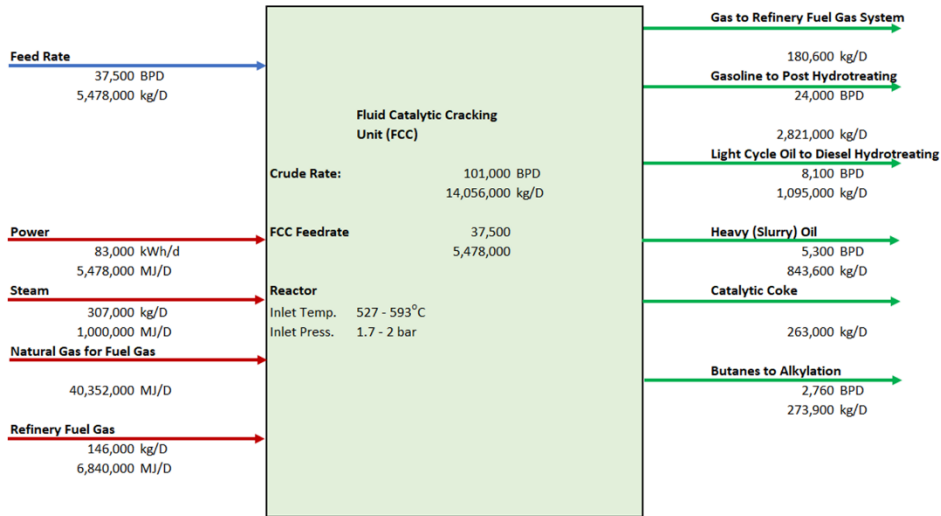 Feed Rate
37,500 BPD
5,478,000 kg/D
Power
83,000 kWh/d
5,478,000 MJ/D
Steam
307,000 kg/D
1,000,000 MJ/D
Natural Gas for Fuel Gas
40,352,000 MJ/D
Refinery Fuel Gas
146,000 kg/D
6,840,000 MJ/D
Fluid Catalytic Cracking
Unit (FCC)
Crude Rate: 101,000 BPD
14,056,000 kg/D
FCC Feedrate 37,500
5,478,000
Reactor
Inlet Temp. 527 - 593°C
Inlet Press. 1.7 - 2 bar
Gas to Refinery Fuel Gas System
180,600 kg/D
Gasoline to Post Hydrotreating
24,000 BPD
2,821,000 kg/D
Light Cycle Oil to Diesel Hydrotreating
8,100 BPD
1,095,000 kg/D
Heavy (Slurry) Oil
5,300 BPD
843,600 kg/D
Catalytic Coke
263,000 kg/D
Butanes to Alkylation
2,760 BPD
273,900 kg/D